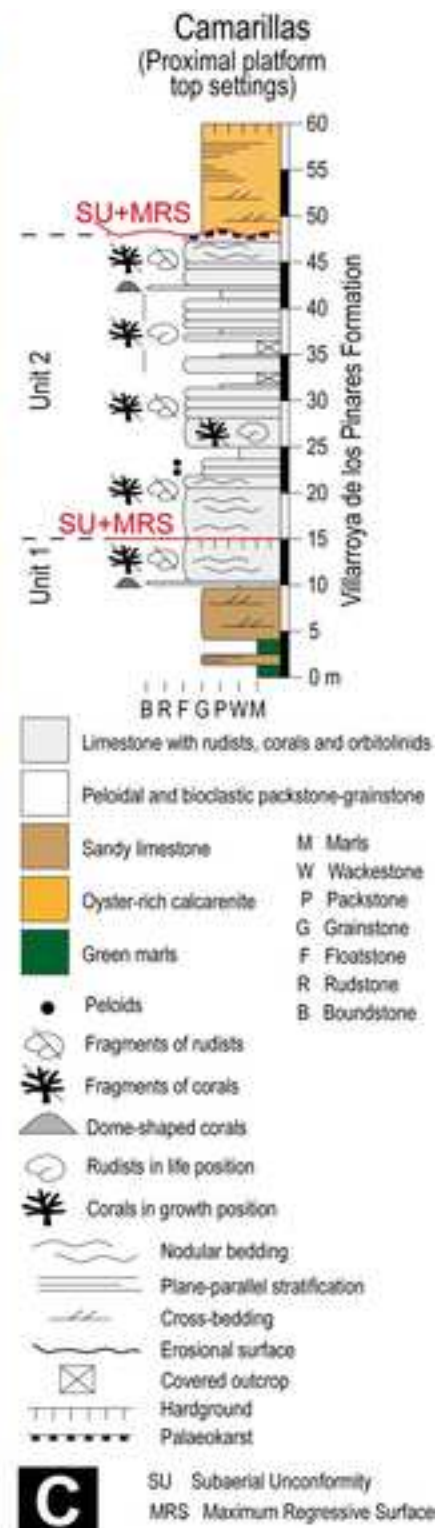 Camarillas
(Proximal platform
top settings)
60
55
SU+MRS
50
45
40
35
30
25
20
SU+MRS
15
10
5
0 m
Unit 2
Unit 1
Villarroya de los Pinares Formation
B R F G P W M
Limestone with rudists, corals and orbitolinids
Peloidal and bioclastic packstone-grainstone
Sandy limestone
Oyster-rich calcarenite
Green marls
M Marls
W Wackestone
P Packstone
G Grainstone
F Floatstone
R Rudstone
B Boundstone
Peloids
Fragments of rudists
Fragments of corals
Dome-shaped corals
Rudists in life position
Corals in growth position
Nodular bedding
Plane-parallel stratification
Cross-bedding
Erosional surface
Covered outcrop
Hardground
Palaeokarst
C
SU Subaerial Unconformity
MRS Maximum Regressive Surface